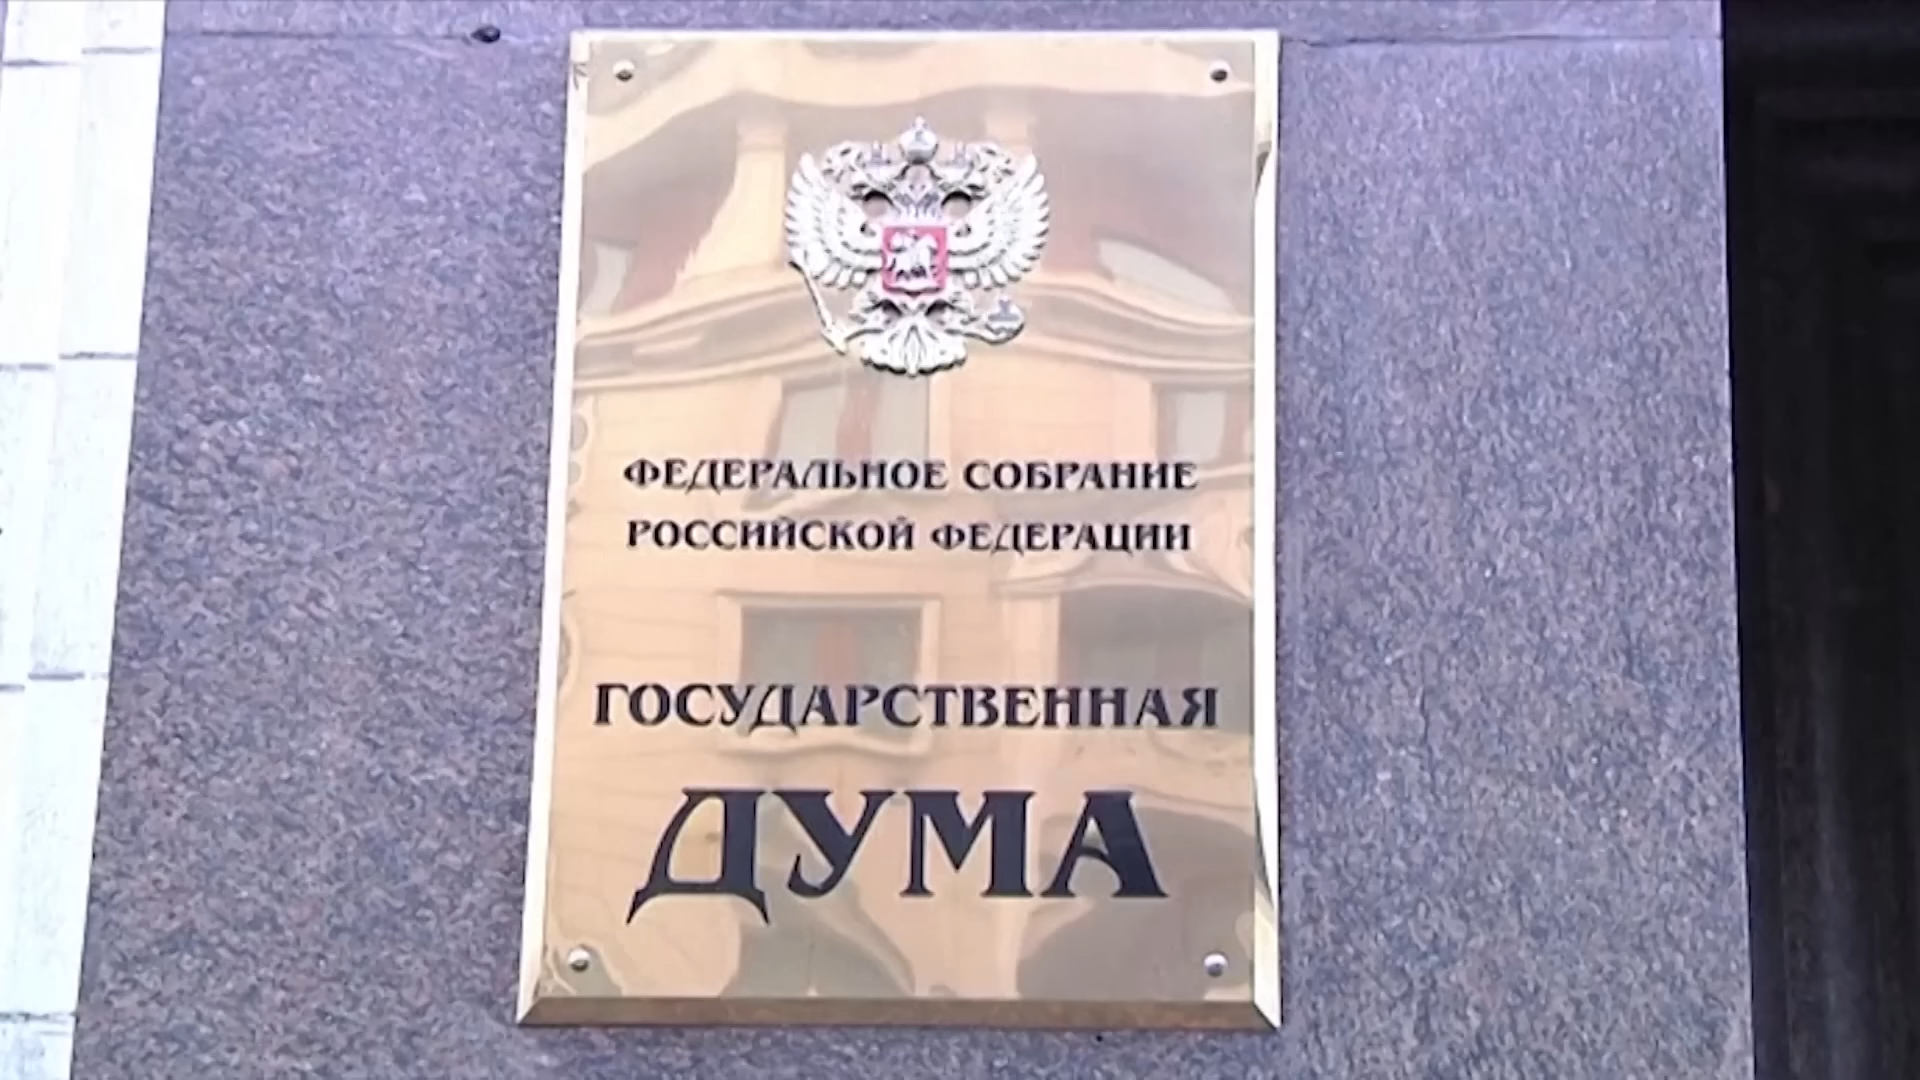 ФЕДЕРАЛЬНОЕ СОБРАНИЕ
РОССИЙСКОЙ ФЕДЕРАЦИИ
ГОСУДАРСТВЕННАЯ
ДУМА